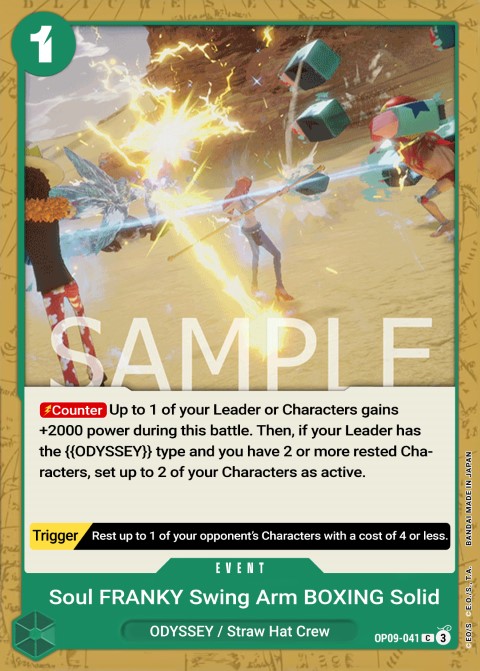 1
SAMPLE
Counter Up to 1 of your Leader or Characters gains
+2000 power during this battle. Then, if your Leader has
the {{ODYSSEY}} type and you have 2 or more rested Cha-
racters, set up to 2 of your Characters as active.
Trigger Rest up to 1 of your opponent's Characters with a cost of 4 or less.
EVENT
Soul FRANKY Swing Arm BOXING Solid
ODYSSEY / Straw Hat Crew
OP09-041 C 3
©E.O/S. ©E.O./S., T.A. BANDAI MADE IN JAPAN